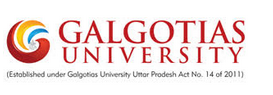 GALGOTIAS
UNIVERSITY
(Established under Galgotias University Uttar Pradesh Act No. 14 of 2011)